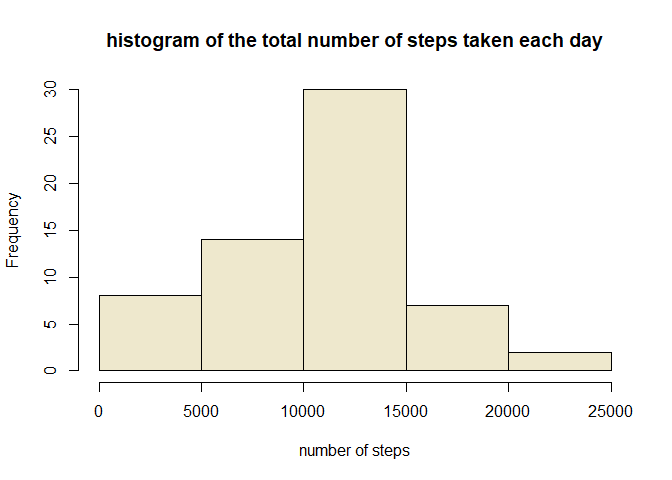 histogram of the total number of steps taken each day
30
25
20
15
10
5
0
Frequency
0 5000 10000 15000 20000 25000
number of steps